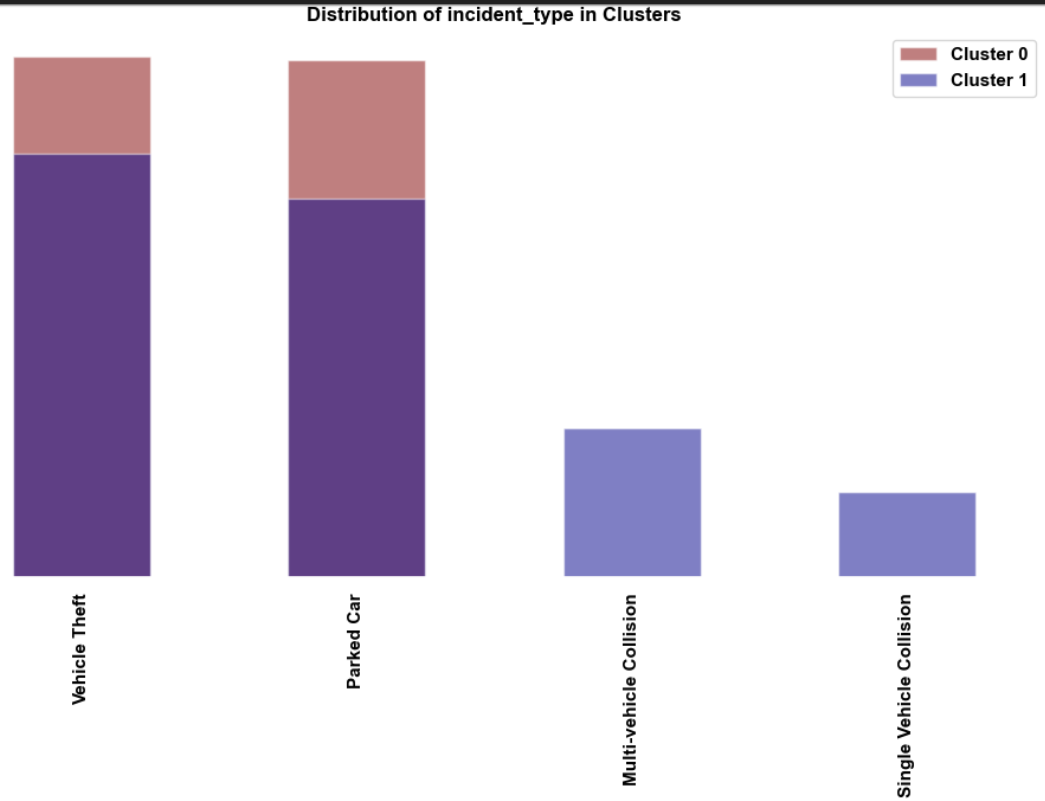 Distribution of incident_type in Clusters
Cluster 0
Cluster 1
Vehicle Theft
Parked Car
Multi-vehicle Collision
Single Vehicle Collision